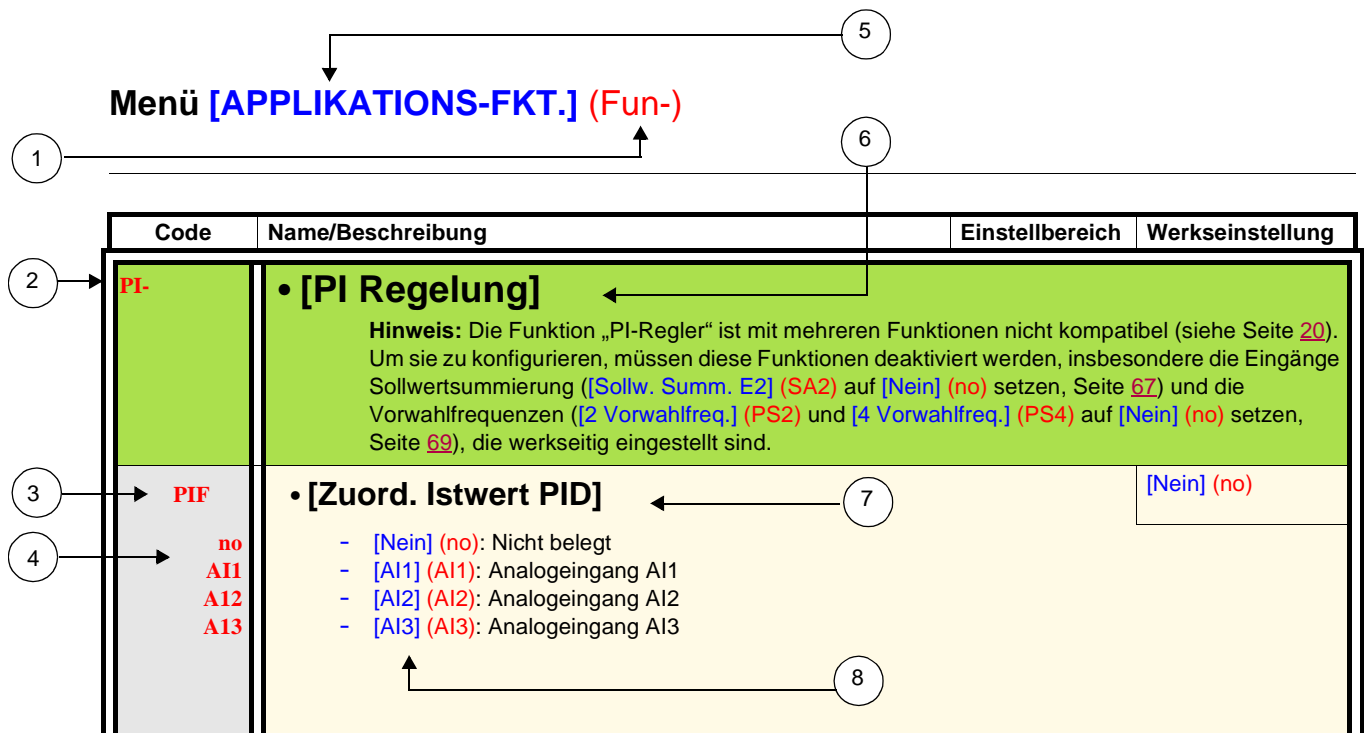 5
Menü [APPLIKATIONS-FKT.] (Fun-)
1
6
Code Name/Beschreibung Einstellbereich Werkseinstellung
2
PI- • [PI Regelung]
Hinweis: Die Funktion „PI-Regler“ ist mit mehreren Funktionen nicht kompatibel (siehe Seite 20).
Um sie zu konfigurieren, müssen diese Funktionen deaktiviert werden, insbesondere die Eingänge
Sollwertsummierung ([Sollw. Summ. E2] (SA2) auf [Nein] (no) setzen, Seite 67) und die
Vorwahlfrequenzen ([2 Vorwahlfreq.] (PS2) und [4 Vorwahlfreq.] (PS4) auf [Nein] (no) setzen,
Seite 69), die werkseitig eingestellt sind.
3
PIF • [Zuord. Istwert PID] [Nein] (no)
7
4
no - [Nein] (no): Nicht belegt
AI1 - [AI1] (AI1): Analogeingang AI1
A12 - [AI2] (AI2): Analogeingang AI2
A13 - [AI3] (AI3): Analogeingang AI3
8